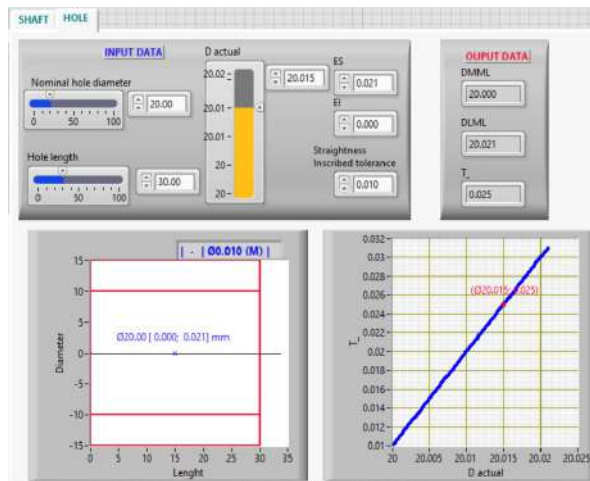 SHAFT HOLE
INPUT DATA
D actual
Nominal hole diameter
0 50 100
20.00
Hole length
0 50 100
30.00
20.02
20.01
20.01
20
20
20.015
ES
0.021
EI
0.000
Straightness
Inscribed tolerance
0.010
OUPUT DATA
DMML
20.000
DLML
20.021
T_
0.025
| - | Ø0.010 (M) |
Diameter
15
10
5
0
-5
-10
-15
Ø20.00 [ 0.000; 0.021] mm
0 5 10 15 20 25 30 35
Lenght
T_
0.032
0.03
0.028
0.026
0.024
0.022
0.02
0.018
0.016
0.014
0.012
0.01
(Ø20.015; 0.025)
20 20.005 20.01 20.015 20.02 20.025
D actual